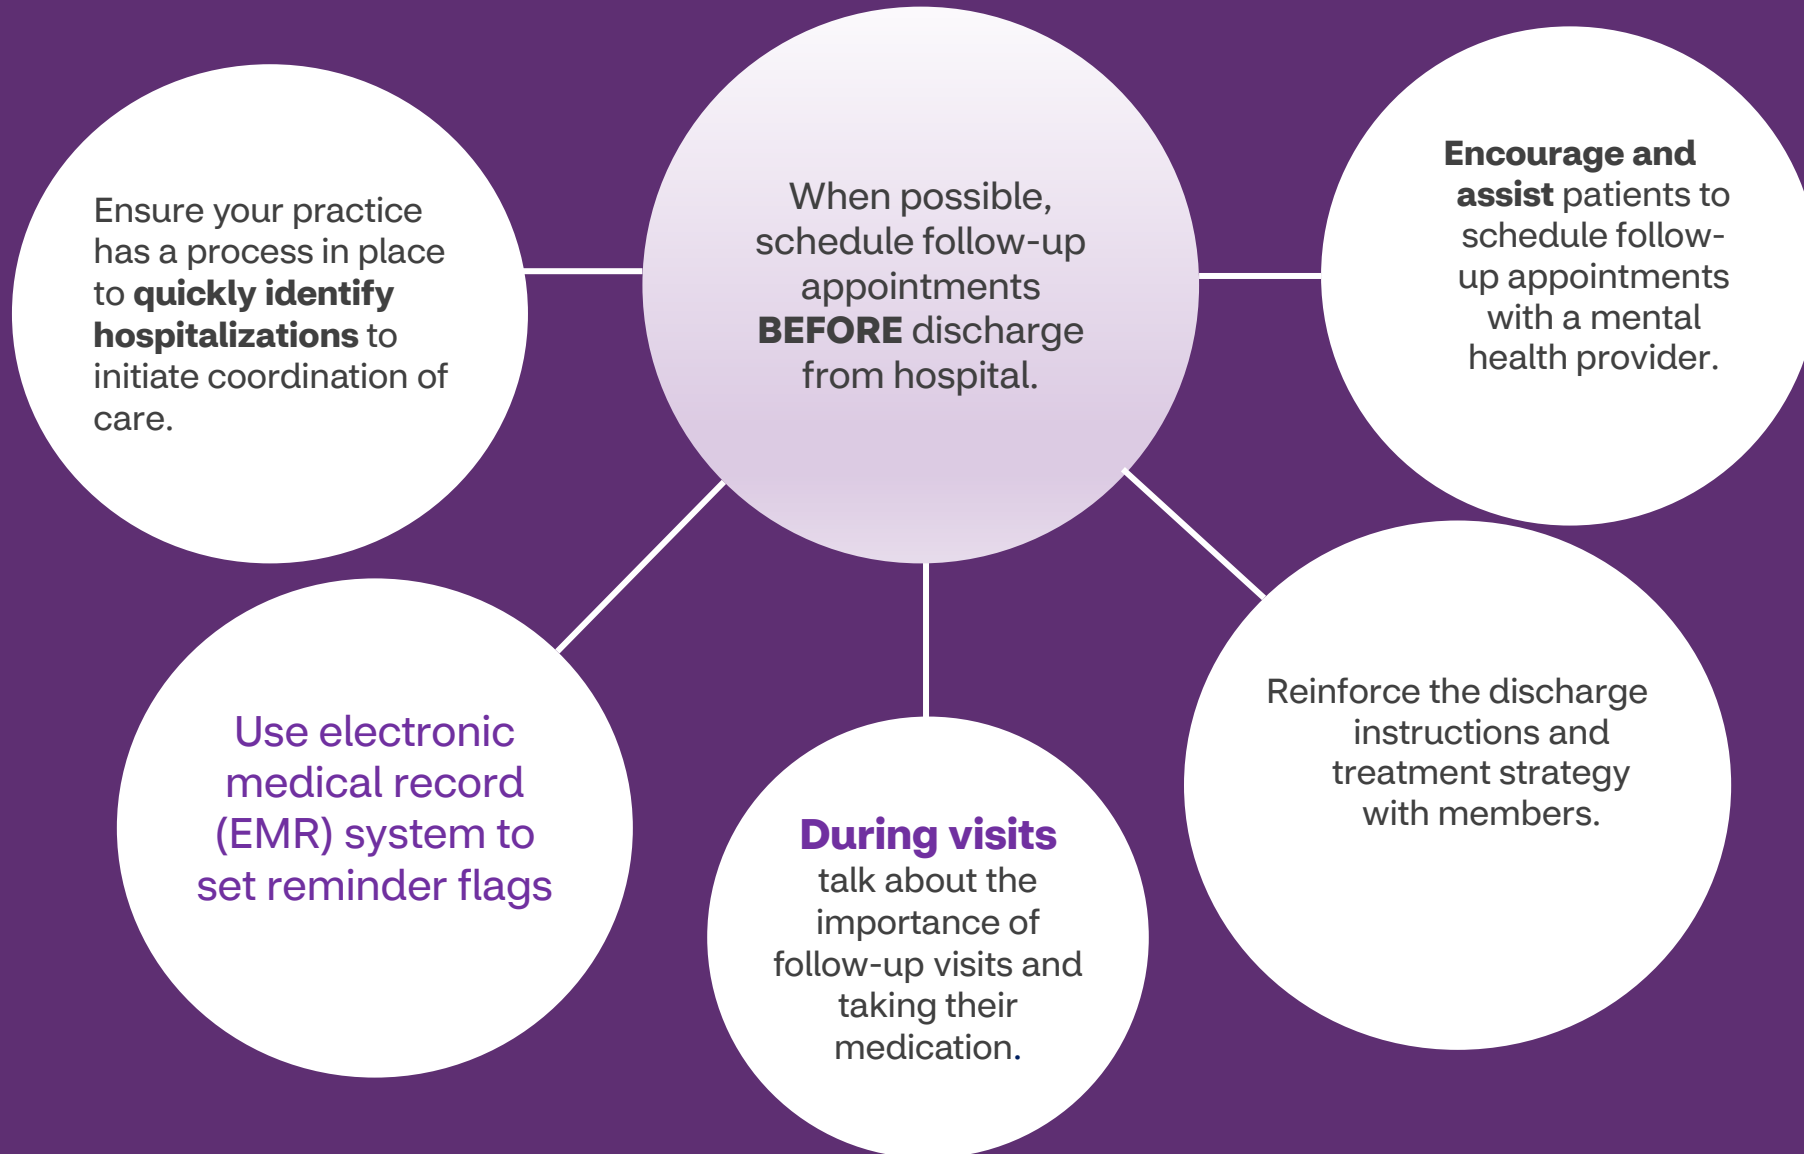 Ensure your practice
has a process in place
to quickly identify
hospitalizations to
initiate coordination of
care.
When possible,
schedule follow-up
appointments
BEFORE discharge
from hospital.
Encourage and
assist patients to
schedule follow-
up appointments
with a mental
health provider.
Use electronic
medical record
(EMR) system to
set reminder flags
During visits
talk about the
importance of
follow-up visits and
taking their
medication.
Reinforce the discharge
instructions and
treatment strategy
with members.